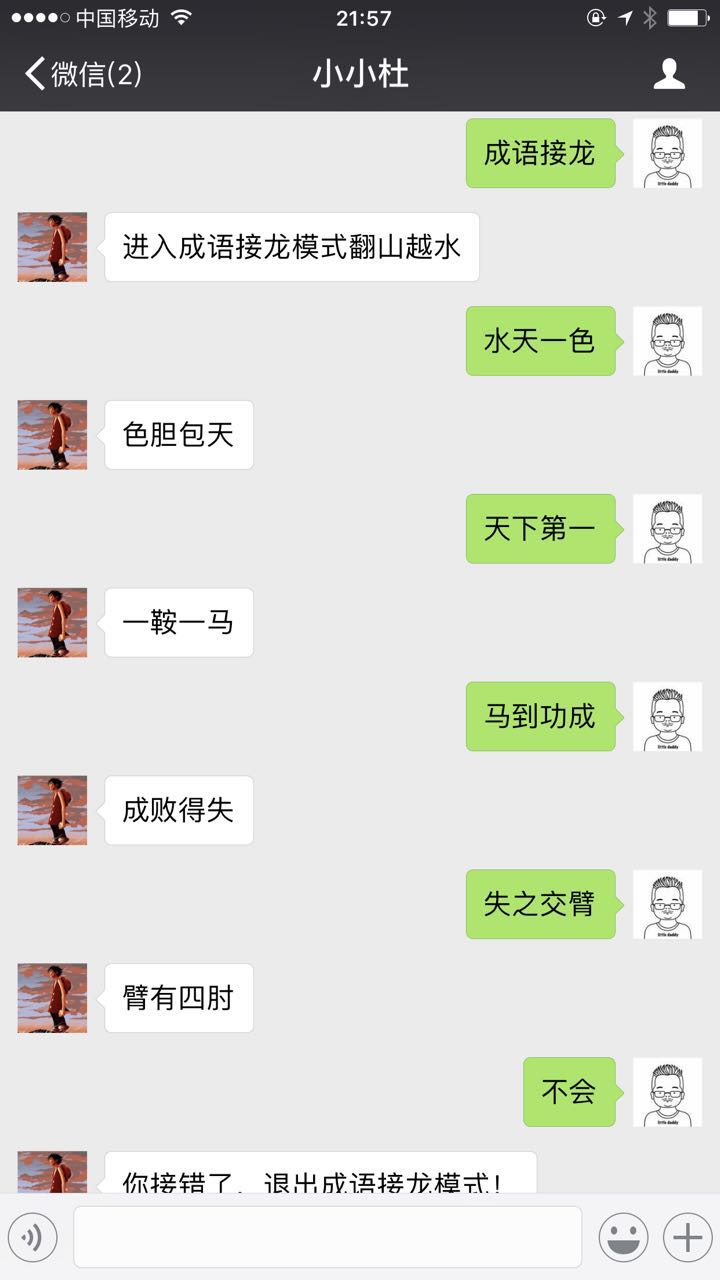 中国移动
21:57
微信(2)
小小杜
成语接龙
进入成语接龙模式翻山越水
水天一色
色胆包天
天下第一
一鞍一马
马到功成
成败得失
失之交臂
臂有四肘
不会
你接错了，退出成语接龙模式！